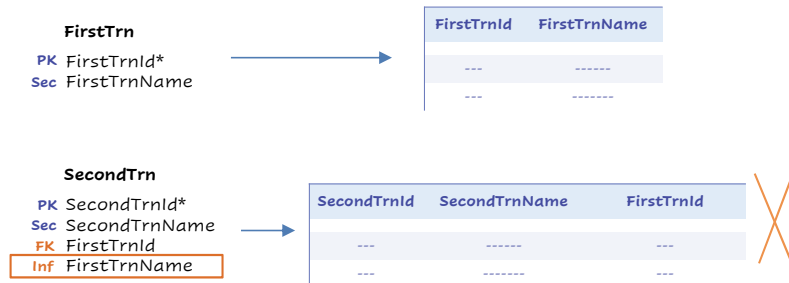 FirstTrn
PK FirstTrnId*
Sec FirstTrnName
FirstTrnId FirstTrnName
--- ------
--- -------
SecondTrn
PK SecondTrnId*
Sec SecondTrnName
FK FirstTrnId
Inf FirstTrnName
SecondTrnId SecondTrnName FirstTrnId
--- ------ ---
--- ------- ---